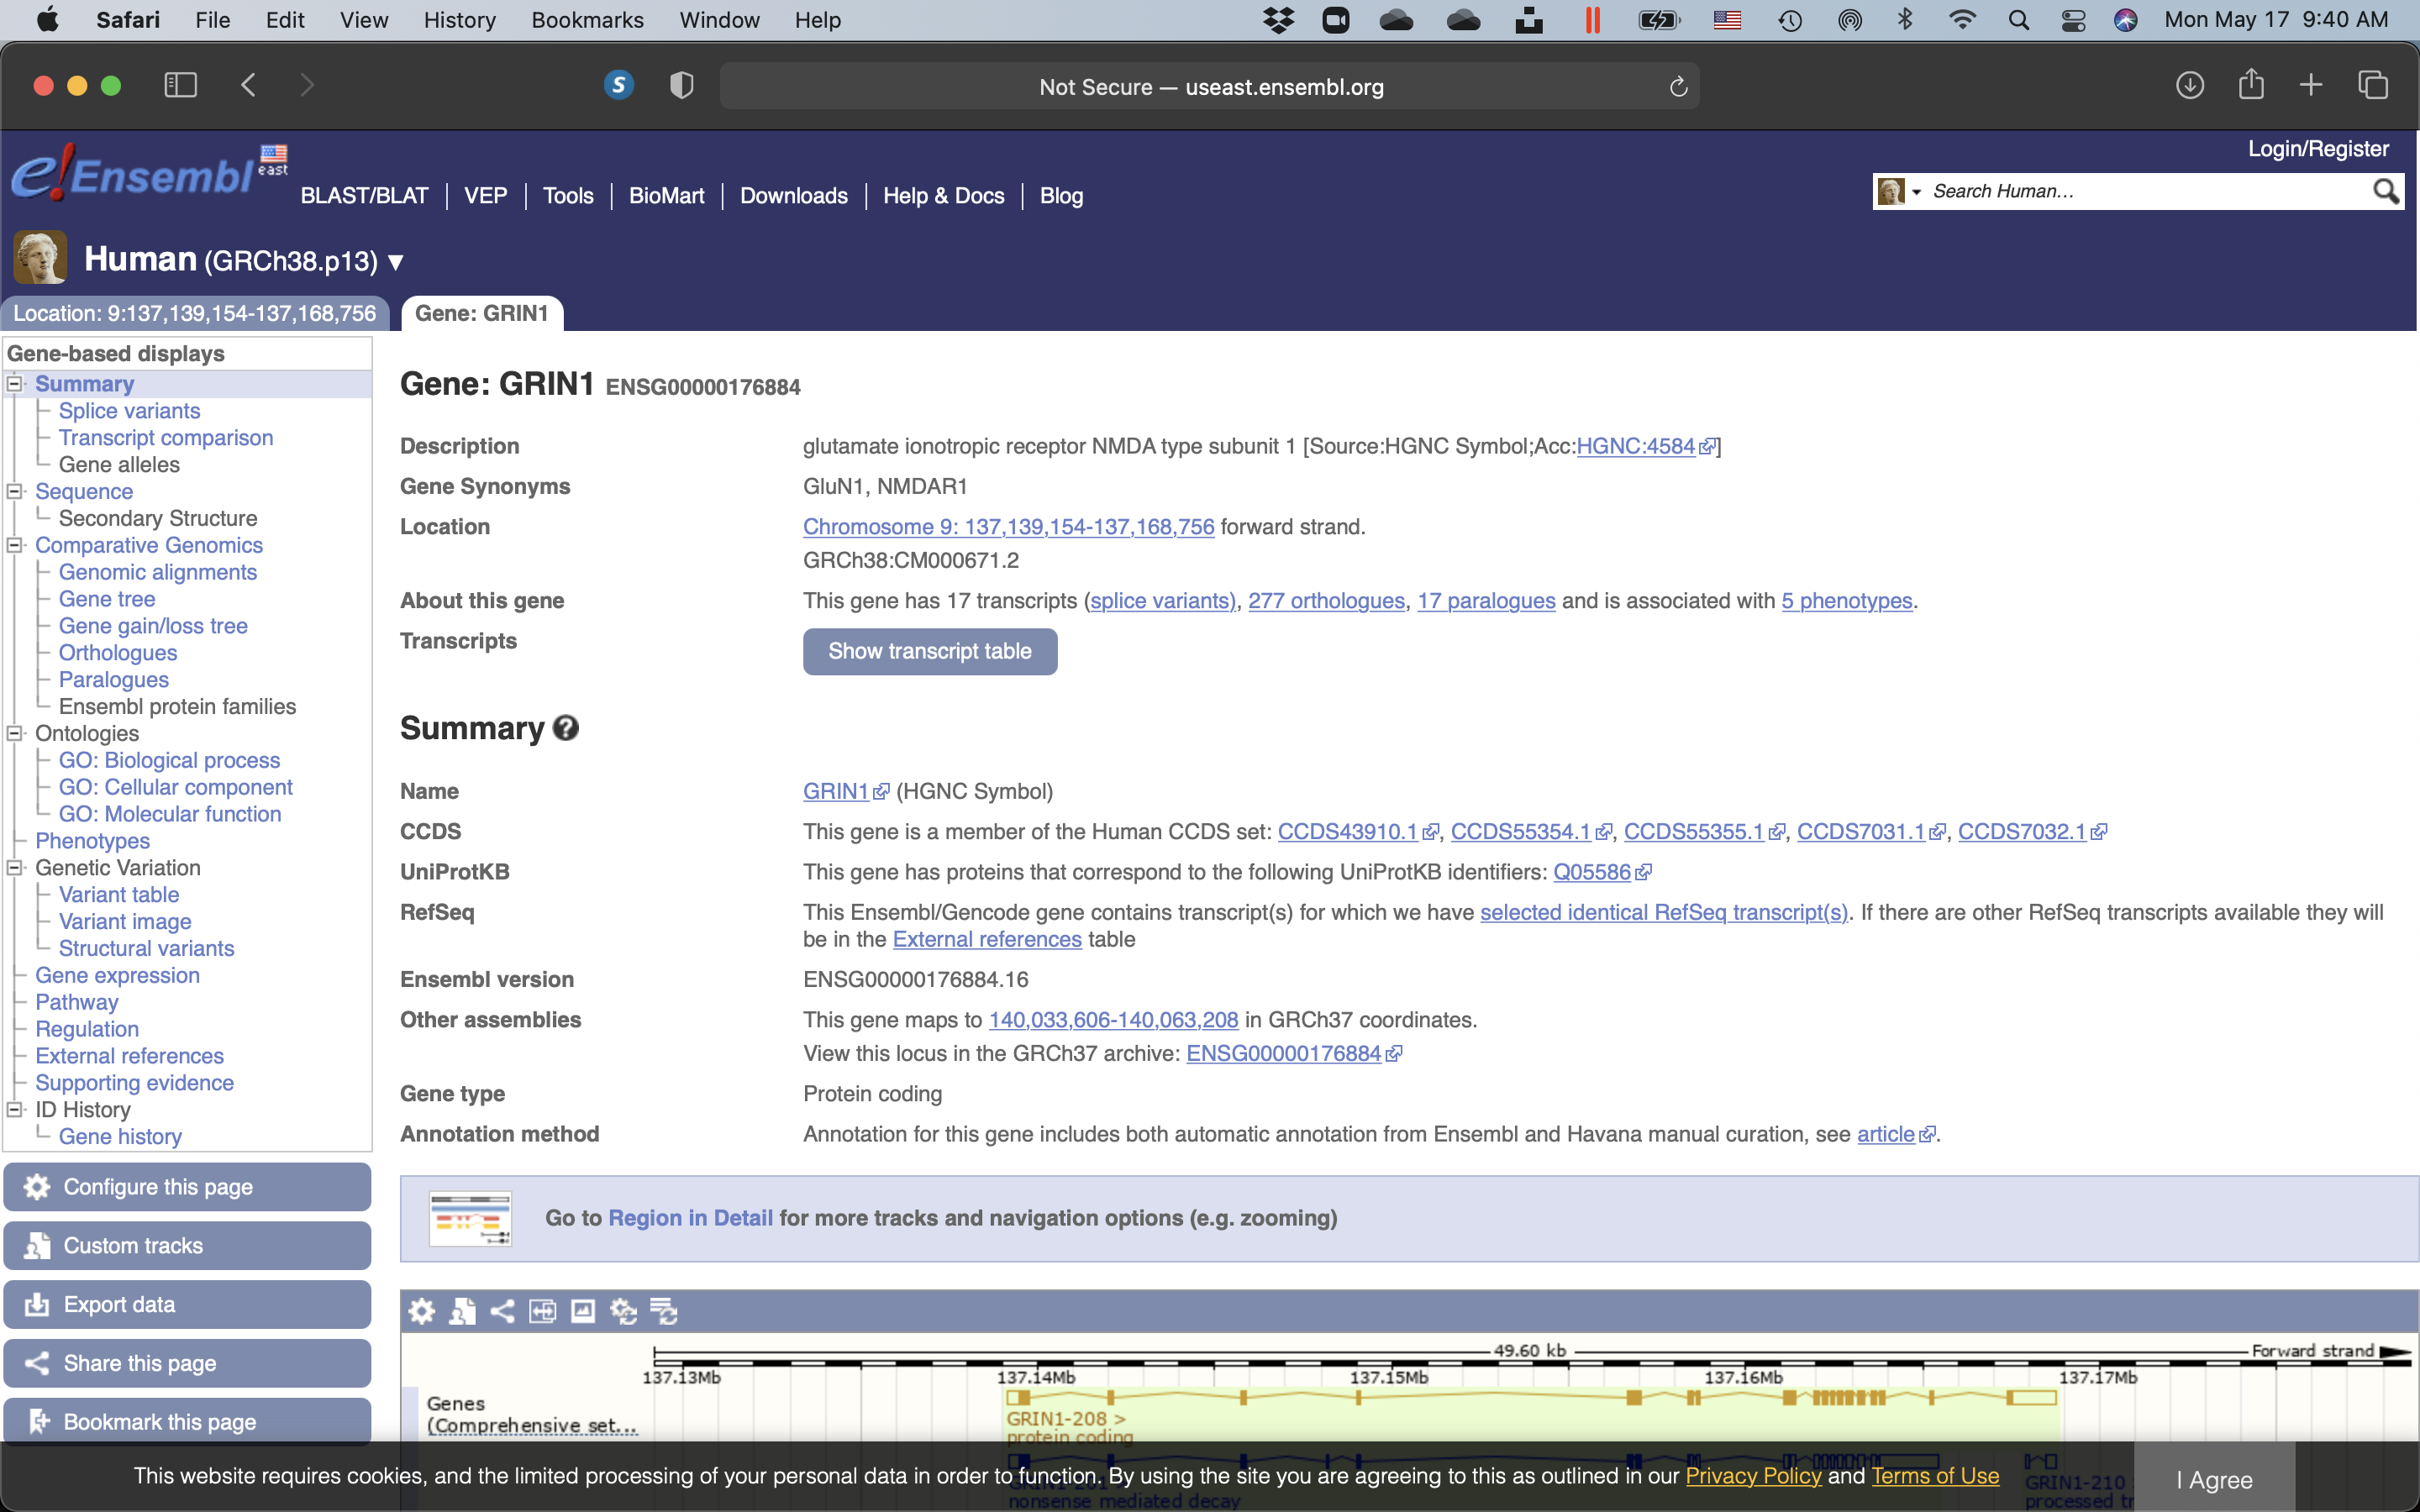 Safari File Edit View History Bookmarks Window Help Mon May 17 9:40 AM
Not Secure — useast.ensembl.org
Login/Register
e!Ensembl east
BLAST/BLAT | VEP | Tools | BioMart | Downloads | Help & Docs | Blog
Search Human...
Human (GRCh38.p13) ▼
Location: 9:137,139,154-137,168,756
Gene: GRIN1
Gene-based displays
Summary
Splice variants
Transcript comparison
Gene alleles
Sequence
Secondary Structure
Comparative Genomics
Genomic alignments
Gene tree
Gene gain/loss tree
Orthologues
Paralogues
Ensembl protein families
Ontologies
GO: Biological process
GO: Cellular component
GO: Molecular function
Phenotypes
Genetic Variation
Variant table
Variant image
Structural variants
Gene expression
Pathway
Regulation
External references
Supporting evidence
ID History
Gene history
Configure this page
Custom tracks
Export data
Share this page
Bookmark this page
Gene: GRIN1 ENSG00000176884
Description glutamate ionotropic receptor NMDA type subunit 1 [Source:HGNC Symbol;Acc:HGNC:4584]
Gene Synonyms GluN1, NMDAR1
Location Chromosome 9: 137,139,154-137,168,756 forward strand.
GRCh38:CM000671.2
About this gene This gene has 17 transcripts (splice variants), 277 orthologues, 17 paralogues and is associated with 5 phenotypes.
Transcripts Show transcript table
Summary ?
Name GRIN1 (HGNC Symbol)
CCDS This gene is a member of the Human CCDS set: CCDS43910.1, CCDS55354.1, CCDS55355.1, CCDS7031.1, CCDS7032.1
UniProtKB This gene has proteins that correspond to the following UniProtKB identifiers: Q05586
RefSeq This Ensembl/Gencode gene contains transcript(s) for which we have selected identical RefSeq transcript(s). If there are other RefSeq transcripts available they will
be in the External references table
Ensembl version ENSG00000176884.16
Other assemblies This gene maps to 140,033,606-140,063,208 in GRCh37 coordinates.
View this locus in the GRCh37 archive: ENSG00000176884
Gene type Protein coding
Annotation method Annotation for this gene includes both automatic annotation from Ensembl and Havana manual curation, see article.
Go to Region in Detail for more tracks and navigation options (e.g. zooming)
49.60 kb Forward strand
137.13Mb 137.14Mb 137.15Mb 137.16Mb 137.17Mb
Genes
(Comprehensive set...
GRIN1-208 >
protein coding
This website requires cookies, and the limited processing of your personal data in order to function. By using the site you are agreeing to this as outlined in our Privacy Policy and Terms of Use
I Agree
GRIN1-201 > GRIN1-210
nonsense mediated decay processed tr